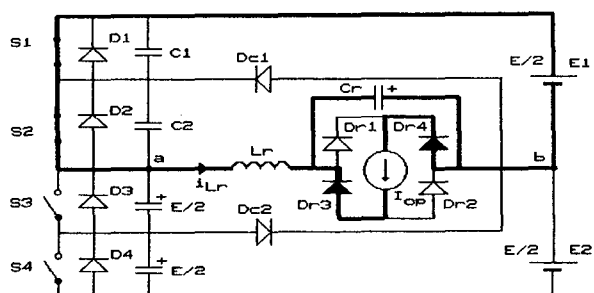 S1
D1
C1
Dc1
E/2
E1
Cr
+
S2
D2
C2
Dr1
Dr4
a
Lr
b
iLr
S3
D3
+
E/2
Dc2
Dr3
Iop
Dr2
S4
D4
+
E/2
E/2
E2